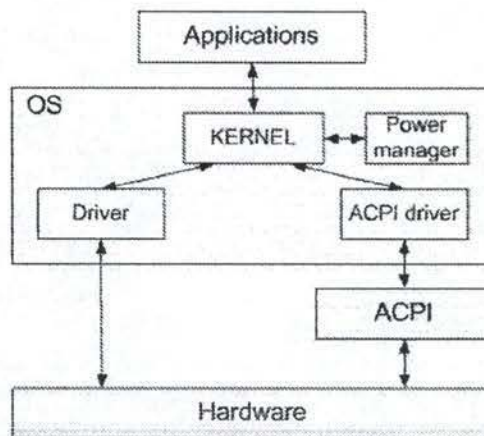 Applications
OS
KERNEL
Power
manager
Driver
ACPI driver
ACPI
Hardware